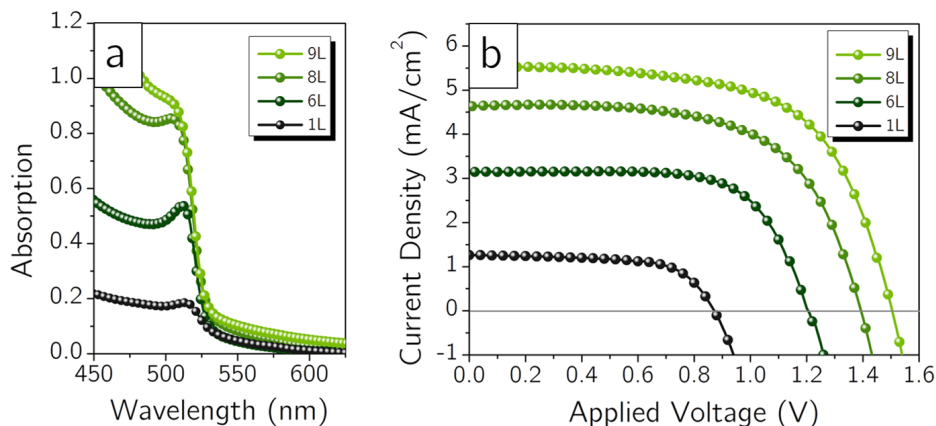 a
9L
8L
6L
1L
1.2
1.0
0.8
0.6
0.4
0.2
0.0
Absorption
450
500
550
600
Wavelength (nm)
b
9L
8L
6L
1L
6
5
4
3
2
1
0
-1
Current Density (mA/cm²)
0.0
0.2
0.4
0.6
0.8
1.0
1.2
1.4
1.6
Applied Voltage (V)